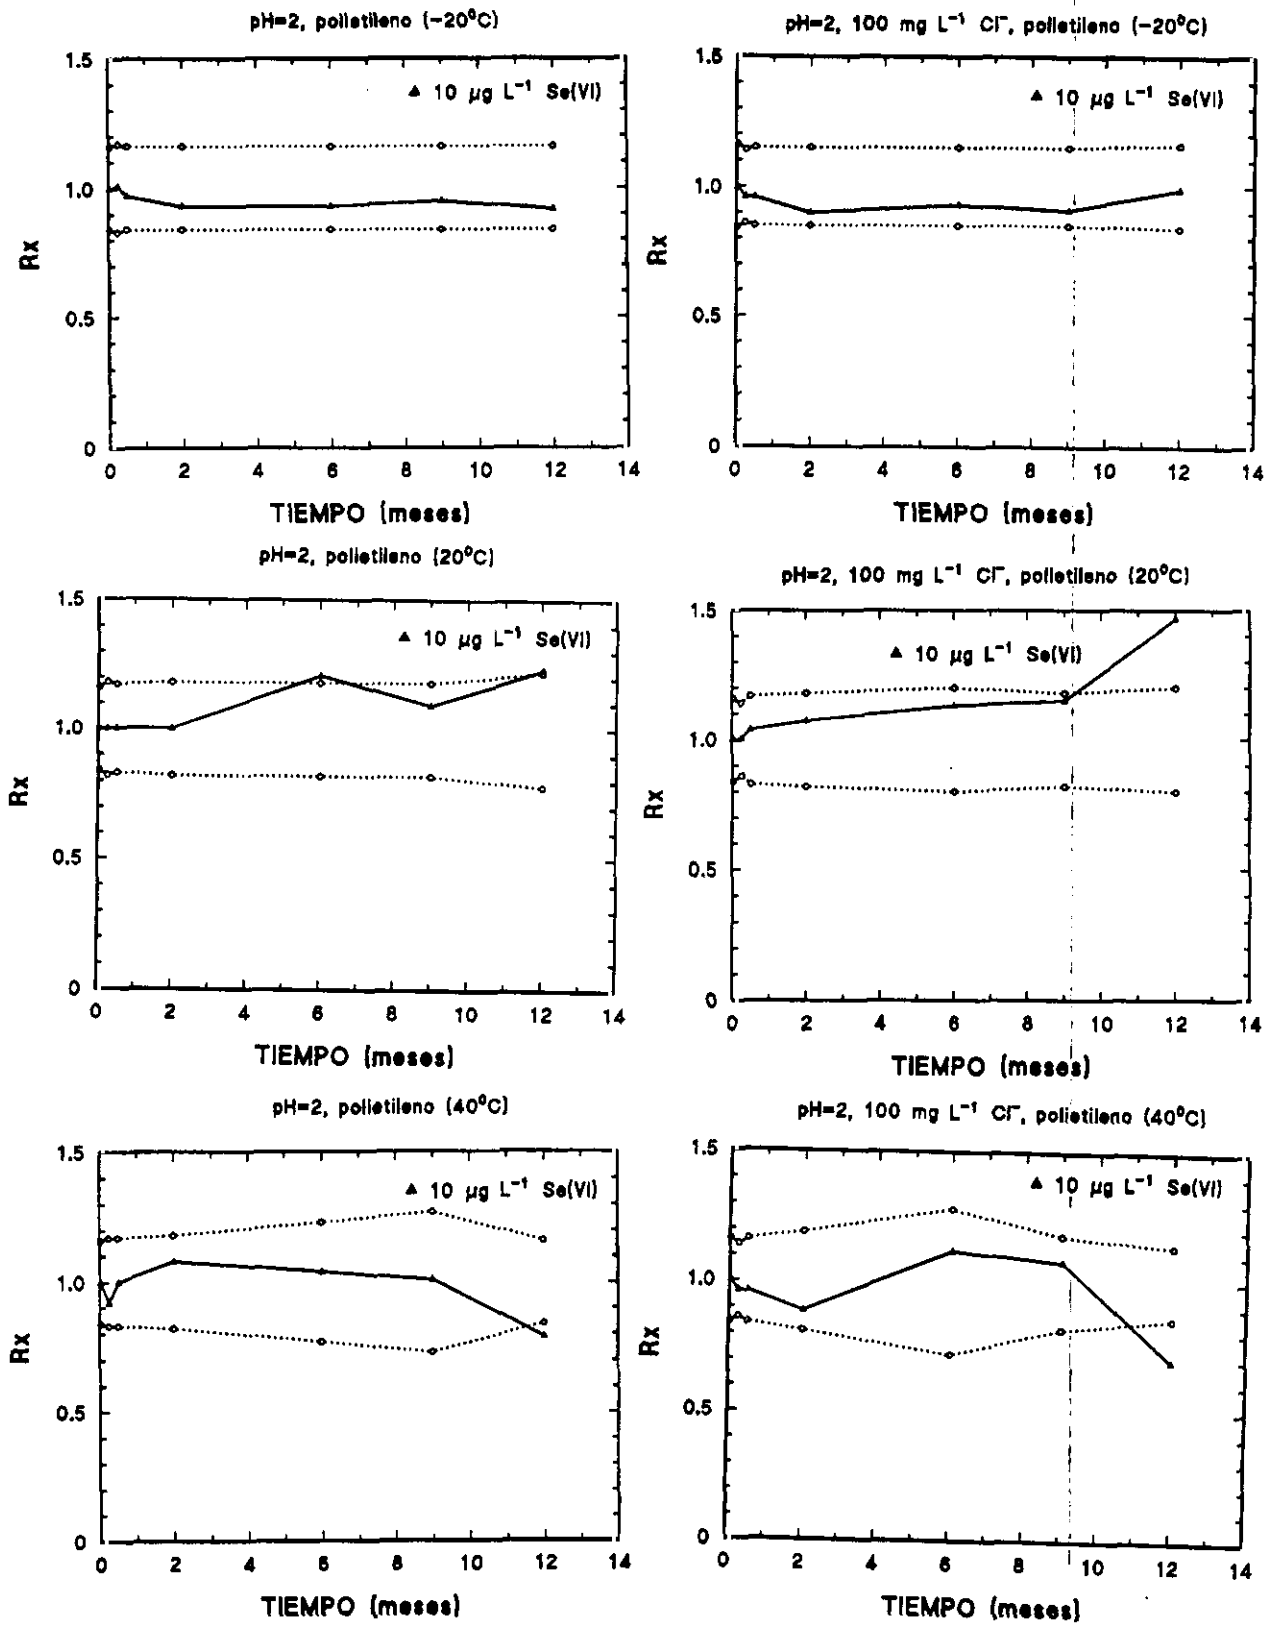 pH=2, polietileno (-20⁰C)
1.5
▲ 10 µg L⁻¹ Se(VI)
1.0
Rx
0.5
0
0 2 4 6 8 10 12 14
TIEMPO (meses)
pH=2, 100 mg L⁻¹ Cl⁻, polietileno (-20⁰C)
1.5
▲ 10 µg L⁻¹ Se(VI)
1.0
Rx
0.5
0
0 2 4 6 8 10 12 14
TIEMPO (meses)
pH=2, polietileno (20⁰C)
1.5
▲ 10 µg L⁻¹ Se(VI)
1.0
Rx
0.5
0
0 2 4 6 8 10 12 14
TIEMPO (meses)
pH=2, 100 mg L⁻¹ Cl⁻, polietileno (20⁰C)
1.5
▲ 10 µg L⁻¹ Se(VI)
1.0
Rx
0.5
0
0 2 4 6 8 10 12 14
TIEMPO (meses)
pH=2, polietileno (40⁰C)
1.5
▲ 10 µg L⁻¹ Se(VI)
1.0
Rx
0.5
0
0 2 4 6 8 10 12 14
TIEMPO (meses)
pH=2, 100 mg L⁻¹ Cl⁻, polietileno (40⁰C)
1.5
▲ 10 µg L⁻¹ Se(VI)
1.0
Rx
0.5
0
0 2 4 6 8 10 12 14
TIEMPO (meses)